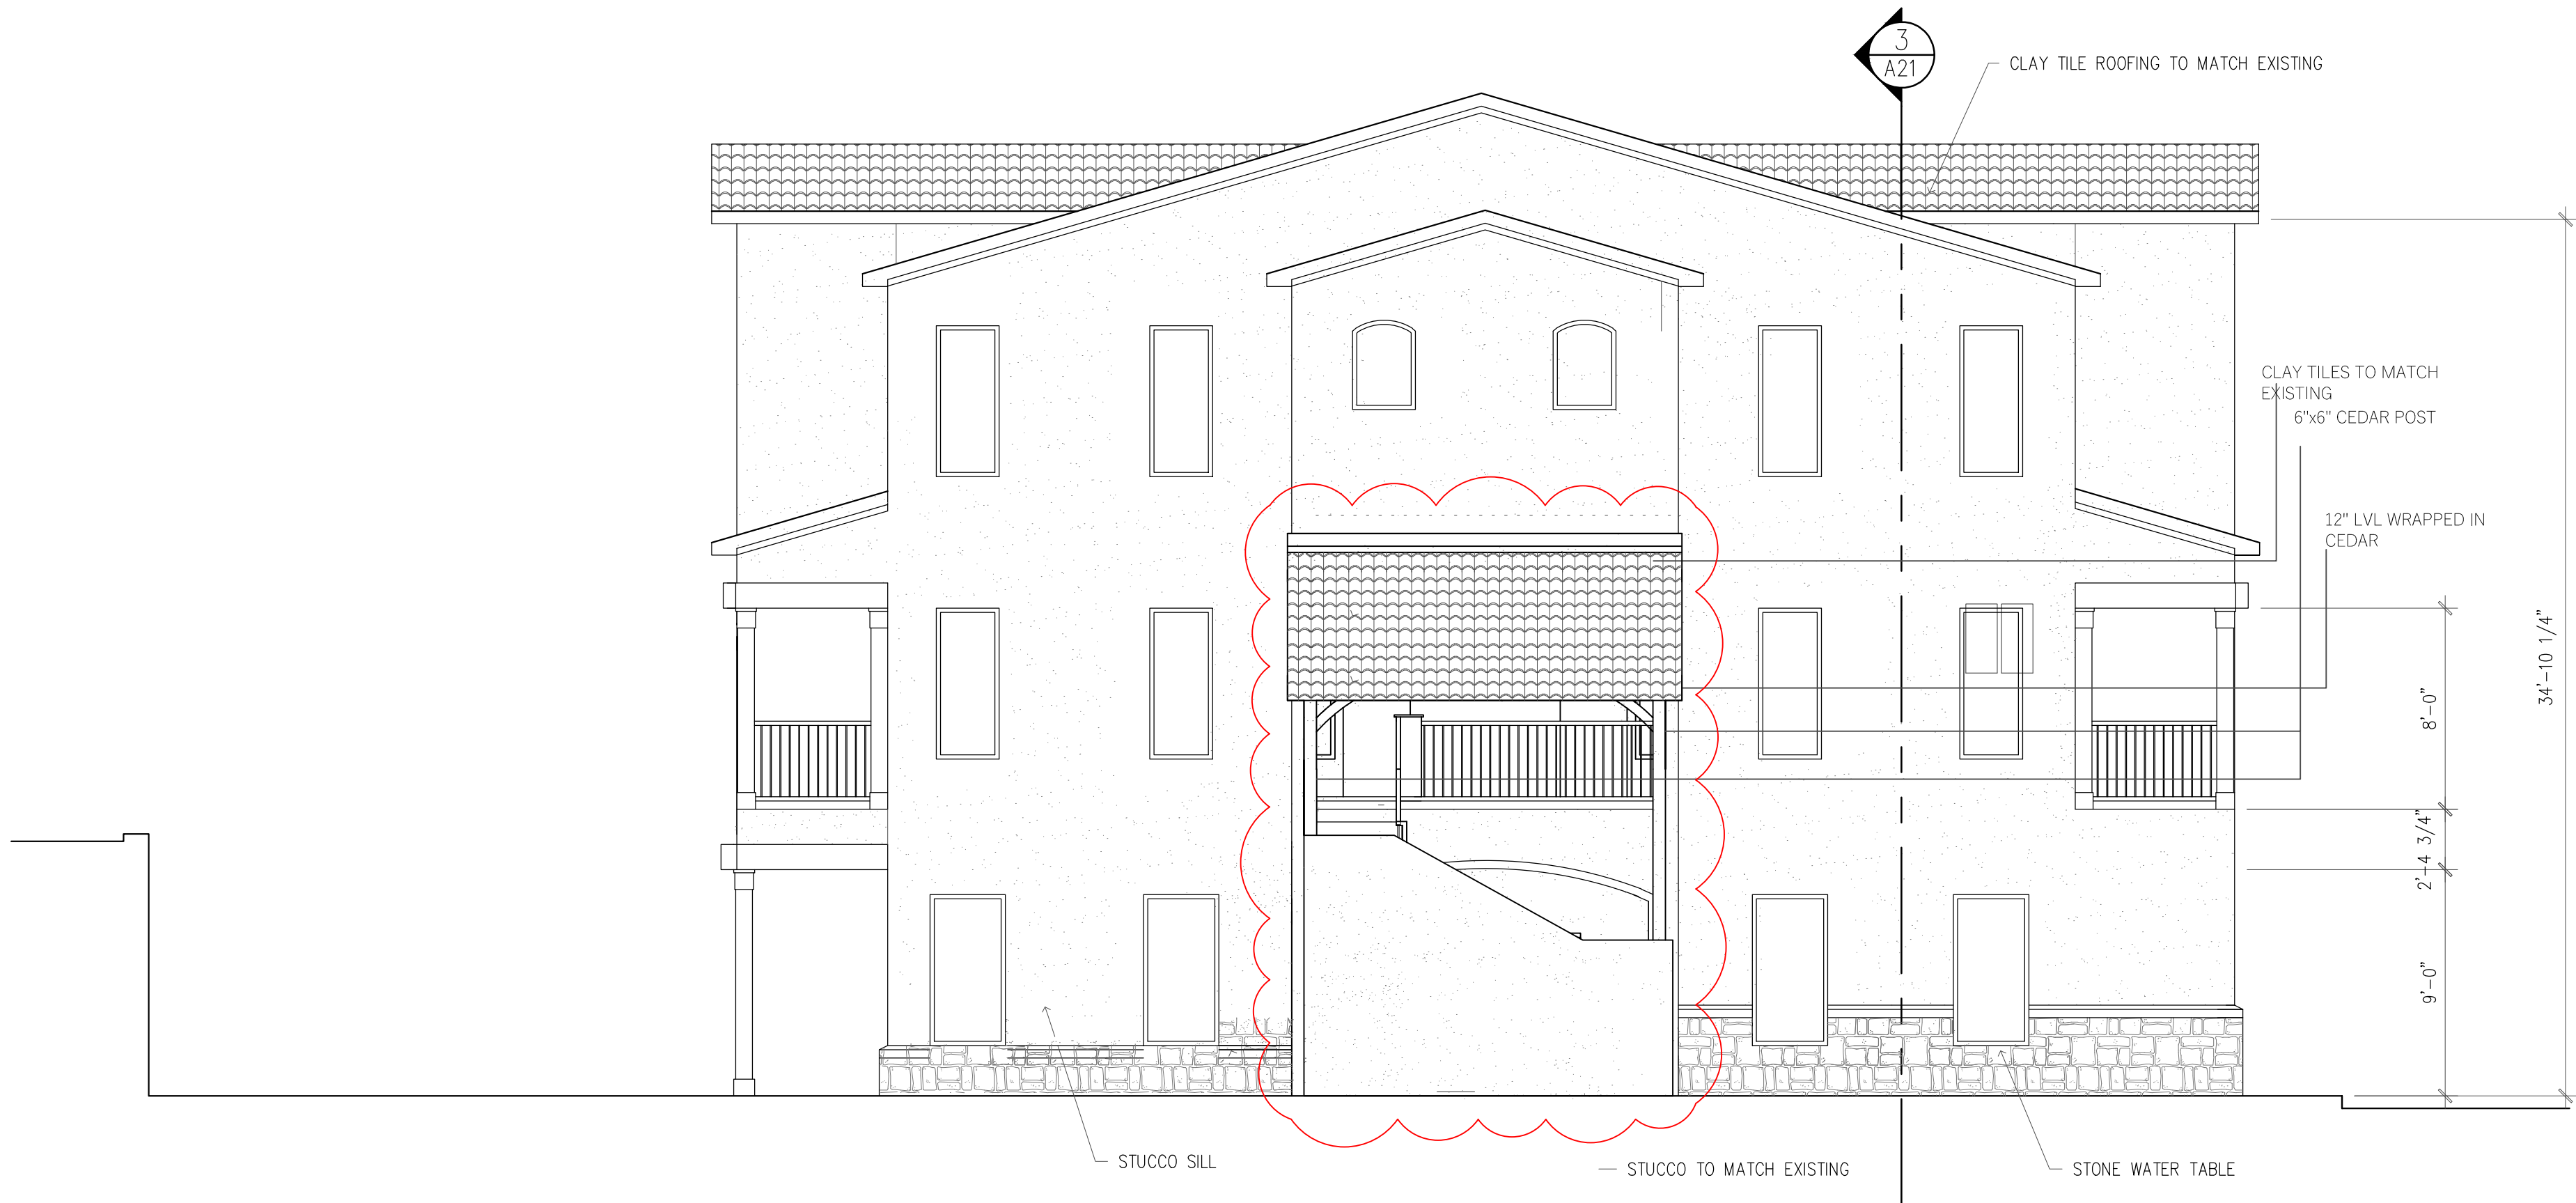 3
A21
CLAY TILE ROOFING TO MATCH EXISTING
CLAY TILES TO MATCH
EXISTING
6"x6" CEDAR POST
12" LVL WRAPPED IN
CEDAR
34'-10 1/4"
8'-0"
2'-4 3/4"
9'-0"
STUCCO SILL
STUCCO TO MATCH EXISTING
STONE WATER TABLE